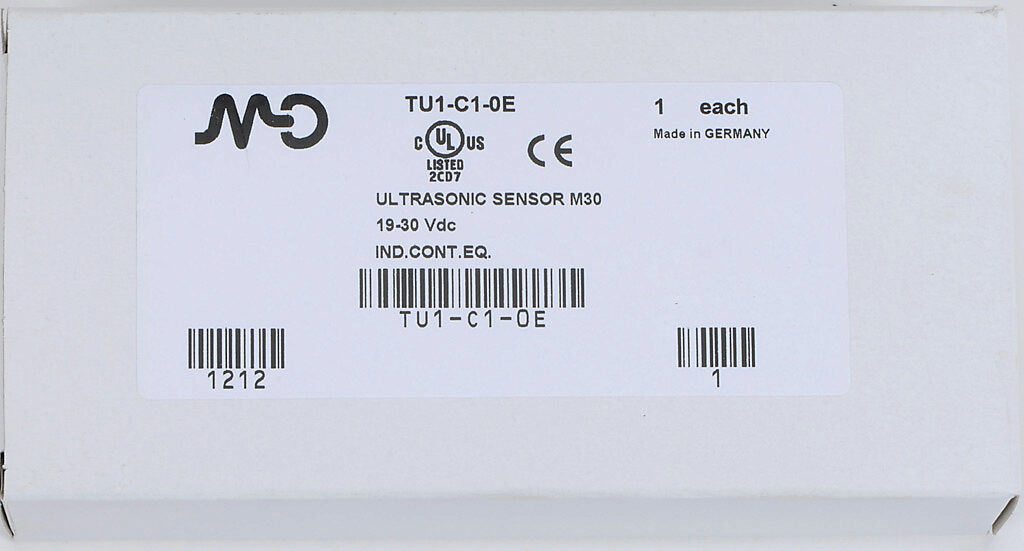 MD
TU1-C1-0E
1 each
Made in GERMANY
C UL US
LISTED
2CD7
CE
ULTRASONIC SENSOR M30
19-30 Vdc
IND.CONT.EQ.
TU1-C1-0E
1212
1